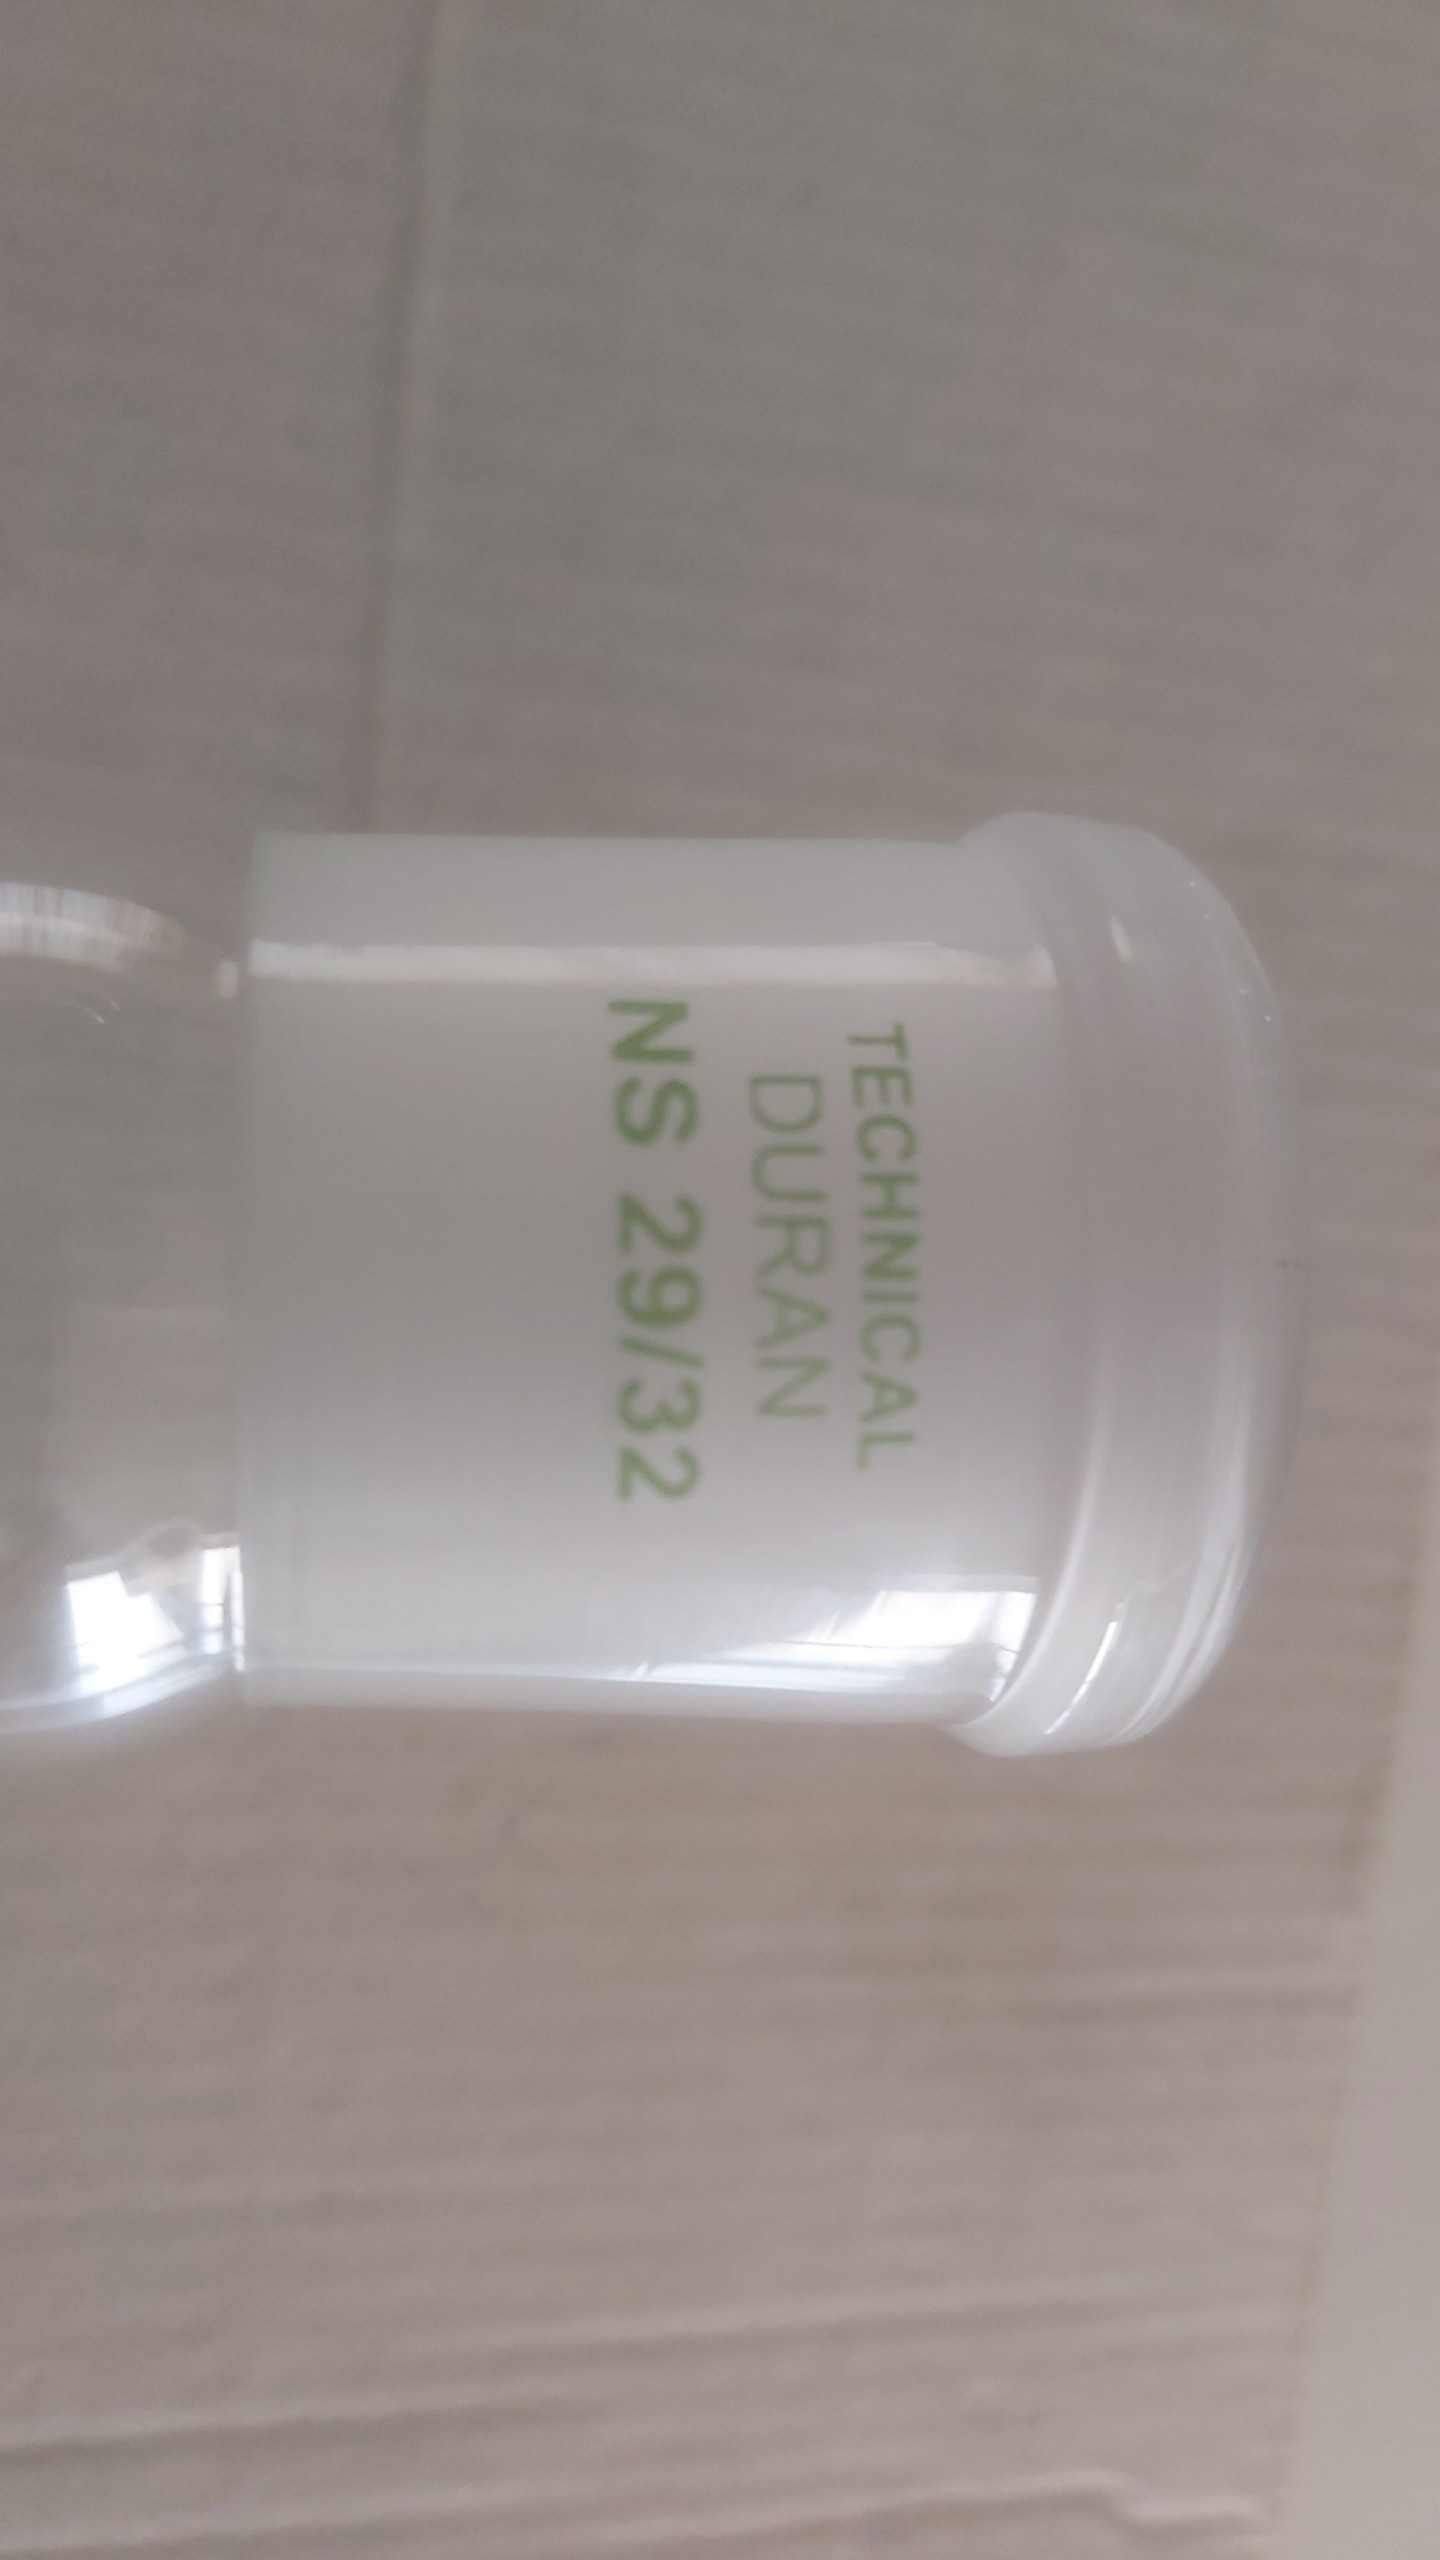 TECHNICAL
DURAN
NS 29/32